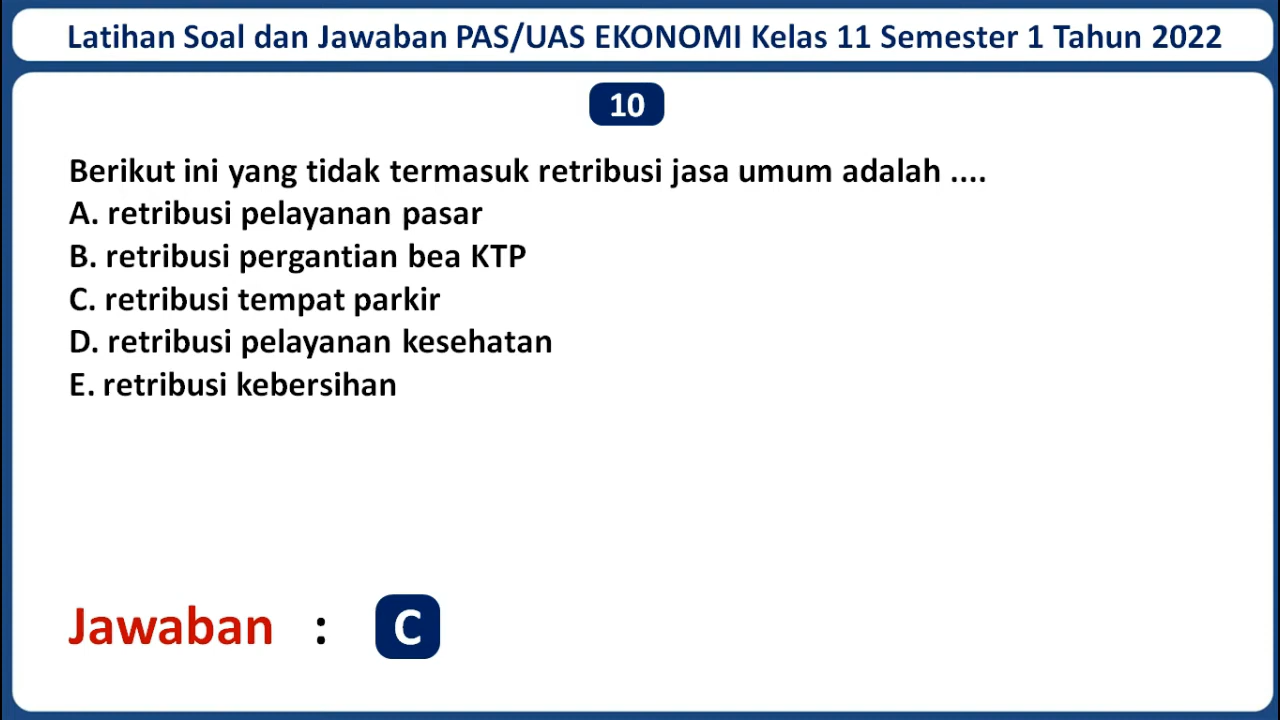 Latihan Soal dan Jawaban PAS/UAS EKONOMI Kelas 11 Semester 1 Tahun 2022
10
Berikut ini yang tidak termasuk retribusi jasa umum adalah ....
A. retribusi pelayanan pasar
B. retribusi pergantian bea KTP
C. retribusi tempat parkir
D. retribusi pelayanan kesehatan
E. retribusi kebersihan
Jawaban : C